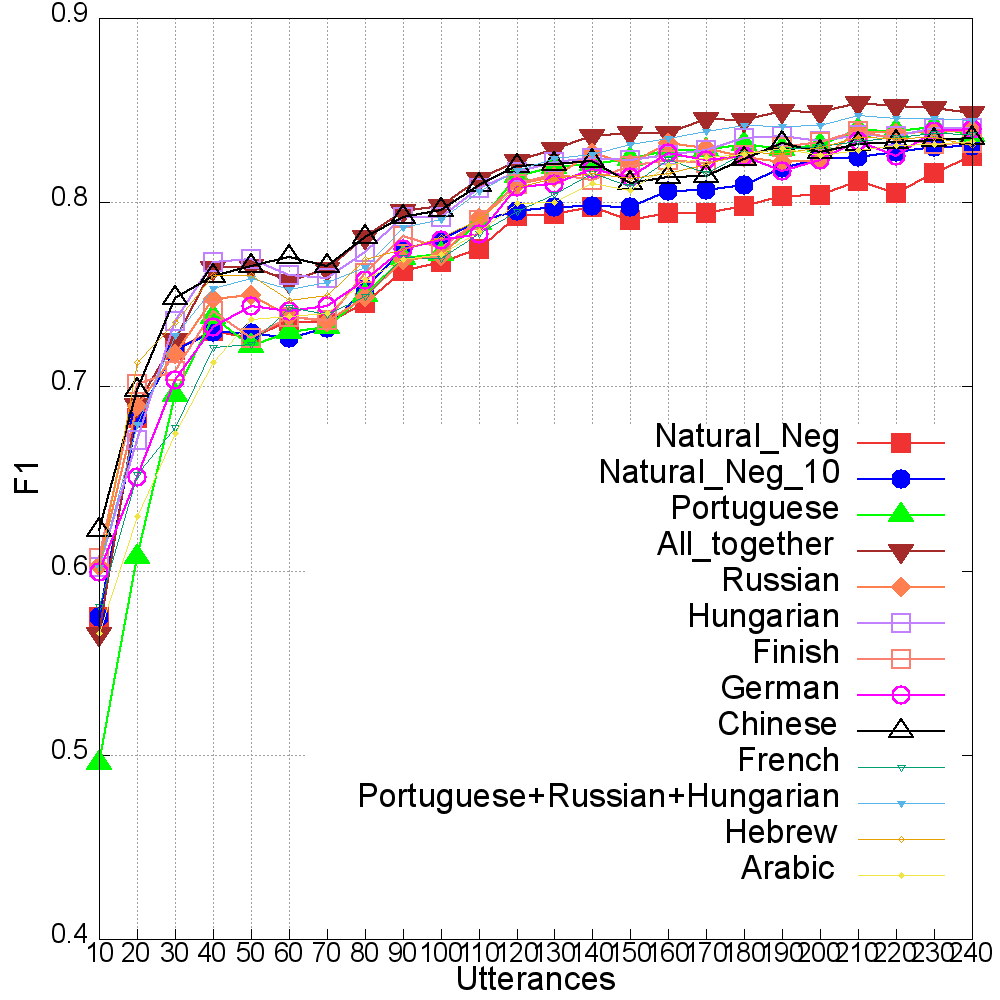 0.9
0.8
0.7
0.6
0.5
0.4
F1
Natural_Neg
Natural_Neg_10
Portuguese
All_together
Russian
Hungarian
Finish
German
Chinese
French
Portuguese+Russian+Hungarian
Hebrew
Arabic
10 20 30 40 50 60 70 80 90 100 110 120 130 140 150 160 170 180 190 200 210 220 230 240
Utterances